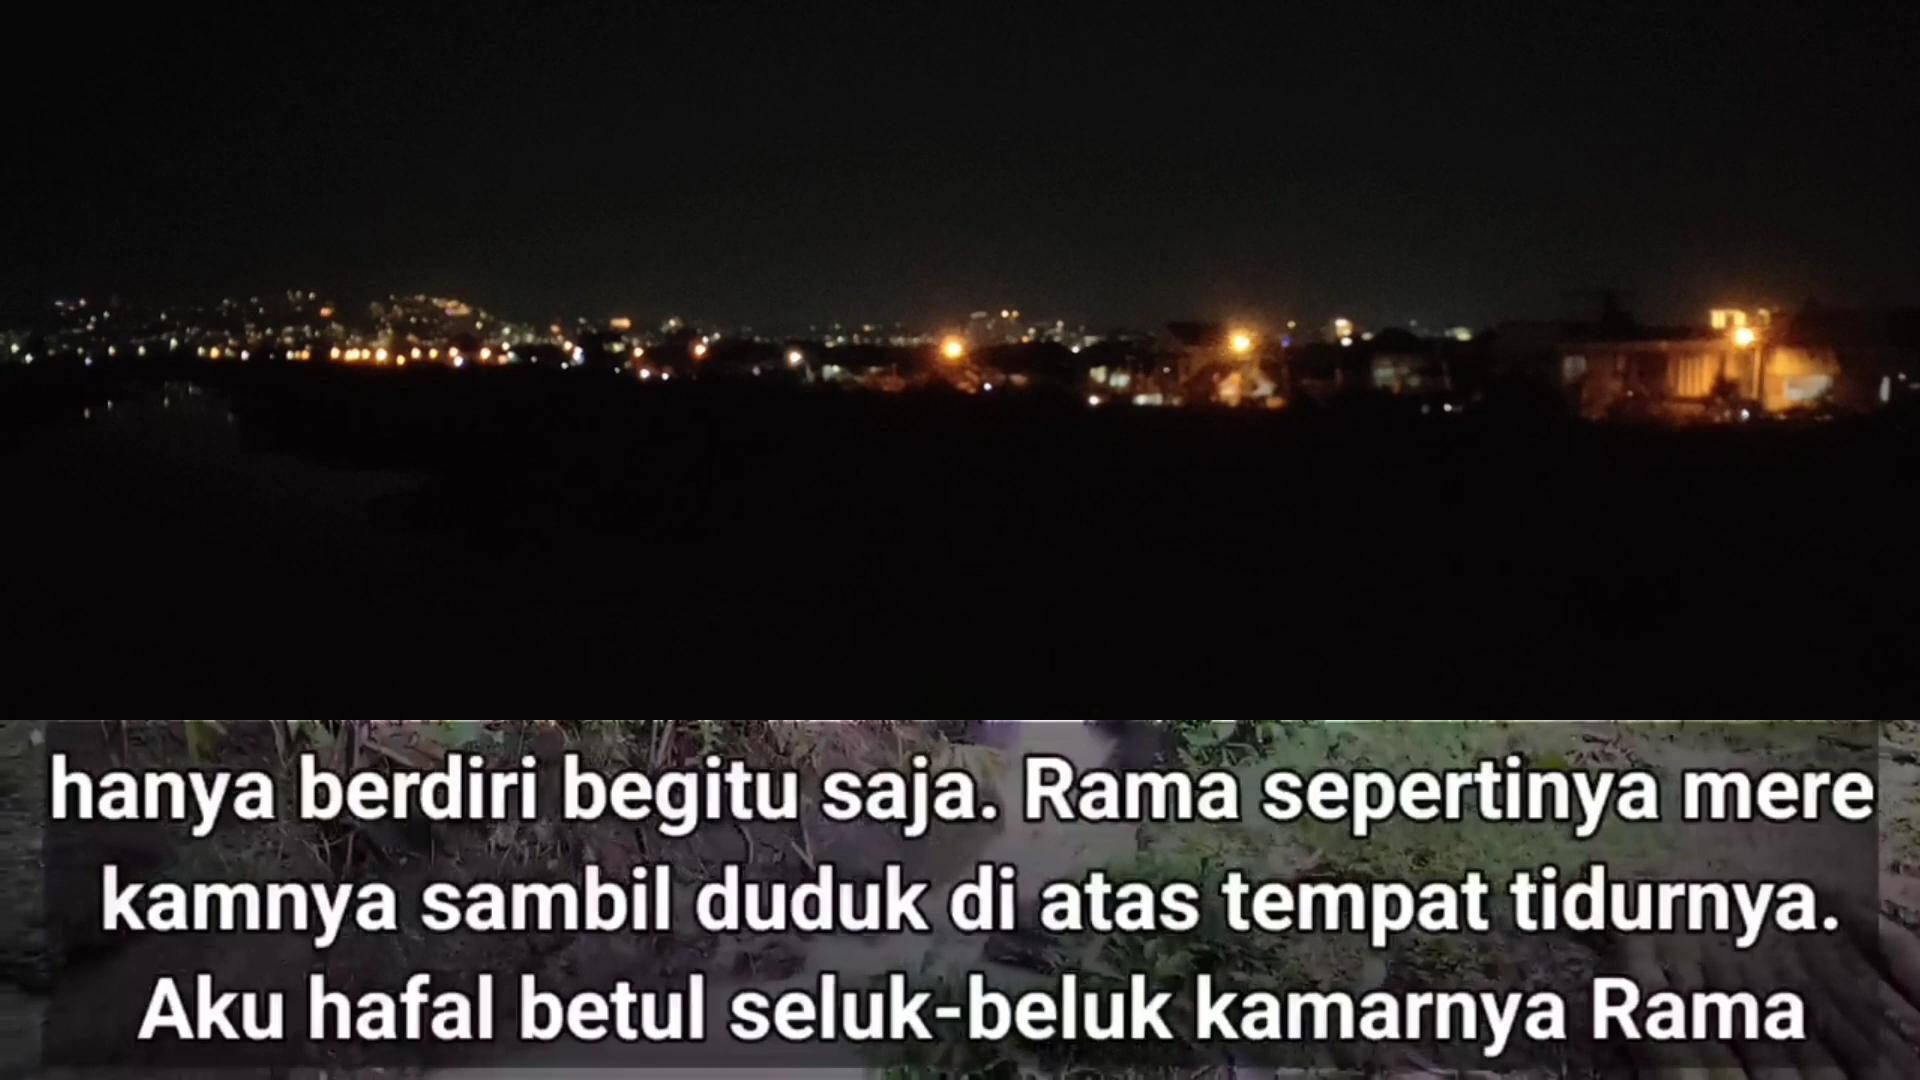 hanya berdiri begitu saja. Rama sepertinya mere
kamnya sambil duduk di atas tempat tidurnya.
Aku hafal betul seluk-beluk kamarnya Rama